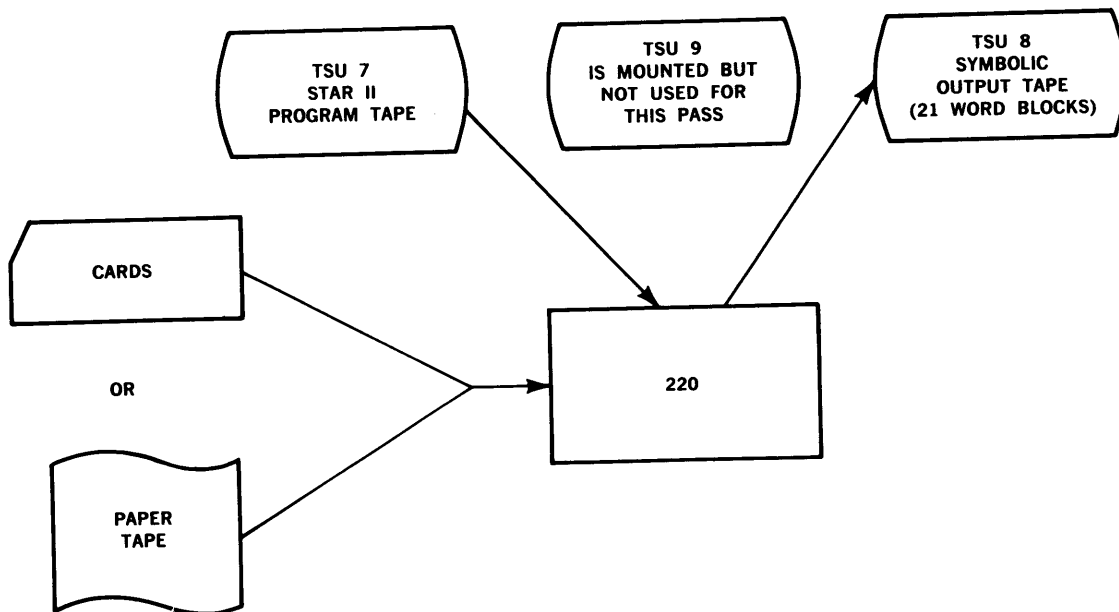 TSU 7
STAR II
PROGRAM TAPE
TSU 9
IS MOUNTED BUT
NOT USED FOR
THIS PASS
TSU 8
SYMBOLIC
OUTPUT TAPE
(21 WORD BLOCKS)
CARDS
OR
220
PAPER
TAPE